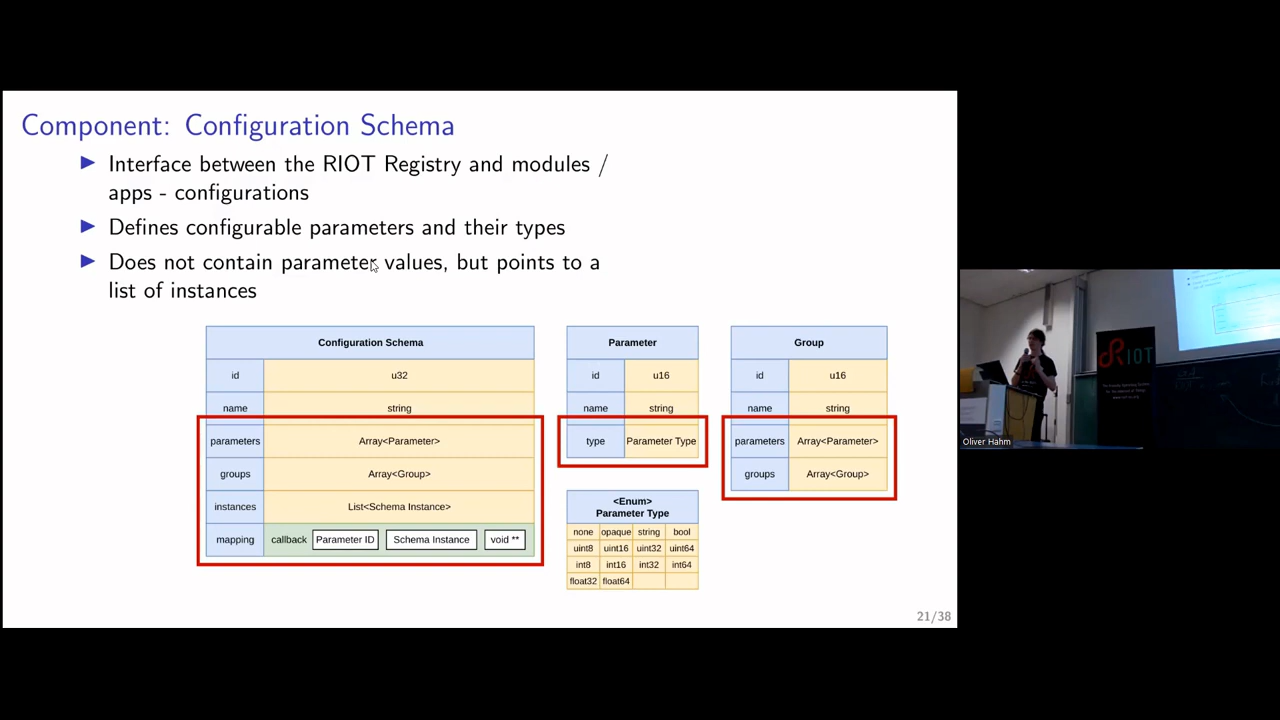 Component: Configuration Schema
Interface between the RIOT Registry and modules /
apps - configurations
Defines configurable parameters and their types
Does not contain parameter values, but points to a
list of instances
Configuration Schema
id u32
name string
parameters Array<Parameter>
groups Array<Group>
instances List<Schema Instance>
mapping callback Parameter ID Schema Instance void **
Parameter
id u16
name string
type Parameter Type
<Enum>
Parameter Type
none opaque string bool
uint8 uint16 uint32 uint64
int8 int16 int32 int64
float32 float64
Group
id u16
name string
parameters Array<Parameter>
groups Array<Group>
21/38
RIOT
Oliver Hahm